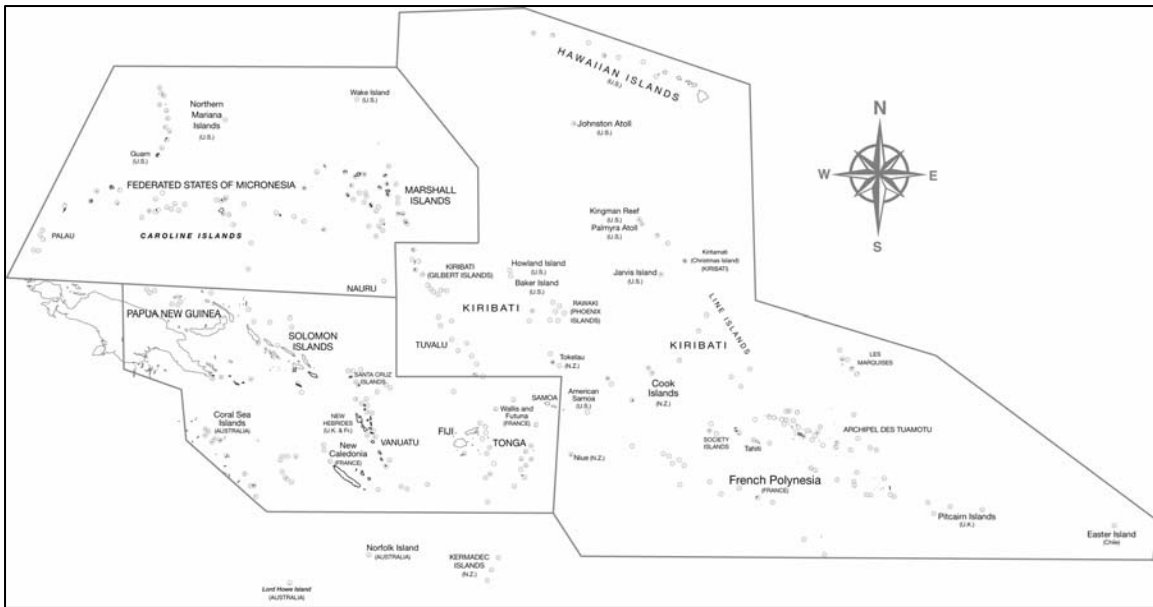 HAWAIIAN ISLANDS
(U.S.)
Wake Island
(U.S.)
Northern
Mariana
Islands
(U.S.)
Johnston Atoll
(U.S.)
N
W
E
S
Guam
(U.S.)
FEDERATED STATES OF MICRONESIA
MARSHALL
ISLANDS
PALAU
CAROLINE ISLANDS
Kingman Reef
(U.S.)
Palmyra Atoll
(U.S.)
Kiritamati
(Christmas Island)
(KIRIBATI)
KIRIBATI
(GILBERT ISLANDS)
Howland Island
(U.S.)
Baker Island
(U.S.)
Jarvis Island
(U.S.)
NAURU
KIRIBATI
RAWAKI
(PHOENIX
ISLANDS)
LINE ISLANDS
PAPUA NEW GUINEA
SOLOMON
ISLANDS
TUVALU
KIRIBATI
Toketau
(N.Z.)
LES
MARQUISES
SANTA CRUZ
ISLANDS
SAMOA
American
Samoa
(U.S.)
Cook
Islands
(N.Z.)
Coral Sea
Islands
(AUSTRALIA)
NEW
HEBRIDES
(U.K. & Fr.)
VANUATU
FIJI
Wallis and
Futuna
(FRANCE)
TONGA
New
Caledonia
(FRANCE)
Niue (N.Z.)
SOCIETY
ISLANDS
Tahiti
ARCHIPEL DES TUAMOTU
French Polynesia
(FRANCE)
Pitcairn Islands
(U.K.)
Easter Island
(Chile)
Norfolk Island
(AUSTRALIA)
KERMADEC
ISLANDS
(N.Z.)
Lord Howe Island
(AUSTRALIA)